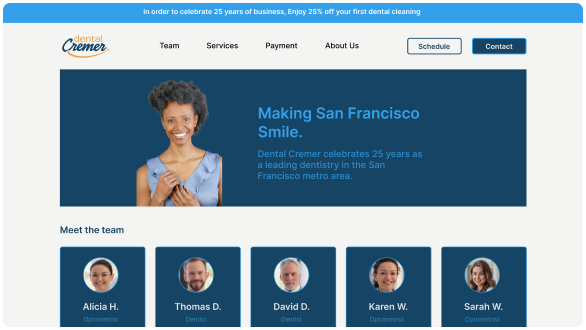 In order to celebrate 25 years of business, Enjoy 25% off your first dental cleaning
dental
Cremer
Team Services Payment About Us Schedule Contact
Making San Francisco
Smile.
Dental Cremer celebrates 25 years as
a leading dentistry in the San
Francisco metro area.
Meet the team
Alicia H. Thomas D. David D. Karen W. Sarah W.
Optometrist Dentist Dentist Optometrist Optometrist